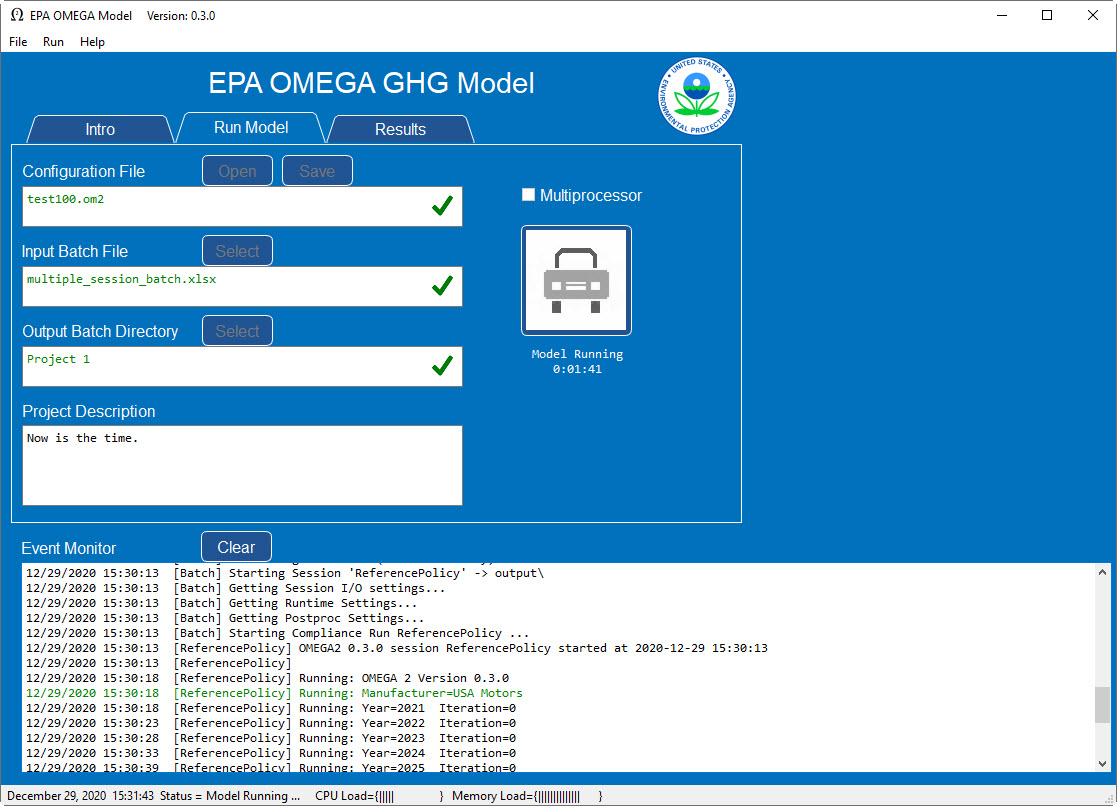 EPA OMEGA Model Version: 0.3.0
File Run Help
EPA OMEGA GHG Model
UNITED STATES
ENVIRONMENTAL PROTECTION AGENCY
Intro Run Model Results
Configuration File Open Save
test100.om2
Multiprocessor
Input Batch File Select
multiple_session_batch.xlsx
Output Batch Directory Select
Project 1
Model Running
0:01:41
Project Description
Now is the time.
Event Monitor Clear
12/29/2020 15:30:13 [Batch] Starting Session 'ReferencePolicy' -> output\
12/29/2020 15:30:13 [Batch] Getting Session I/O settings...
12/29/2020 15:30:13 [Batch] Getting Runtime Settings...
12/29/2020 15:30:13 [Batch] Getting Postproc Settings...
12/29/2020 15:30:13 [Batch] Starting Compliance Run ReferencePolicy ...
12/29/2020 15:30:13 [ReferencePolicy] OMEGA2 0.3.0 session ReferencePolicy started at 2020-12-29 15:30:13
12/29/2020 15:30:13 [ReferencePolicy]
12/29/2020 15:30:18 [ReferencePolicy] Running: OMEGA 2 Version 0.3.0
12/29/2020 15:30:18 [ReferencePolicy] Running: Manufacturer=USA Motors
12/29/2020 15:30:18 [ReferencePolicy] Running: Year=2021 Iteration=0
12/29/2020 15:30:23 [ReferencePolicy] Running: Year=2022 Iteration=0
12/29/2020 15:30:28 [ReferencePolicy] Running: Year=2023 Iteration=0
12/29/2020 15:30:33 [ReferencePolicy] Running: Year=2024 Iteration=0
12/29/2020 15:30:39 [ReferencePolicy] Running: Year=2025 Iteration=0
December 29, 2020 15:31:43 Status = Model Running ... CPU Load={||||| } Memory Load={|||||||||||||| }